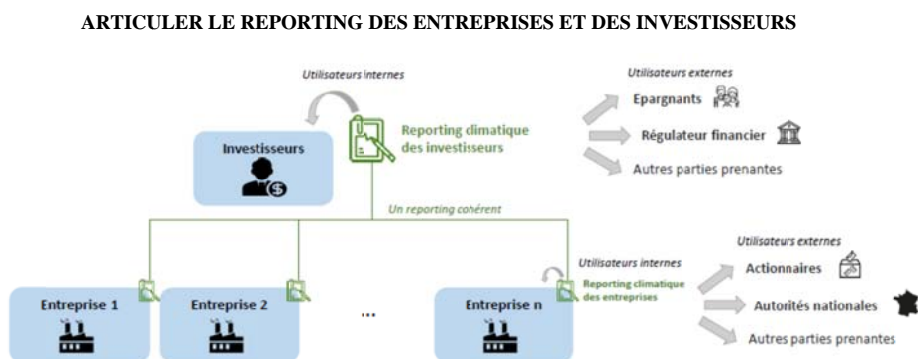 ARTICULER LE REPORTING DES ENTREPRISES ET DES INVESTISSEURS
Utilisateurs internes
Utilisateurs externes
Epargnants
Investisseurs
Reporting climatique
des investisseurs
Régulateur financier
Autres parties prenantes
Un reporting cohérent
Utilisateurs externes
Utilisateurs internes
Actionnaires
Entreprise 1
Entreprise 2
...
Entreprise n
Reporting climatique
des entreprises
Autorités nationales
Autres parties prenantes